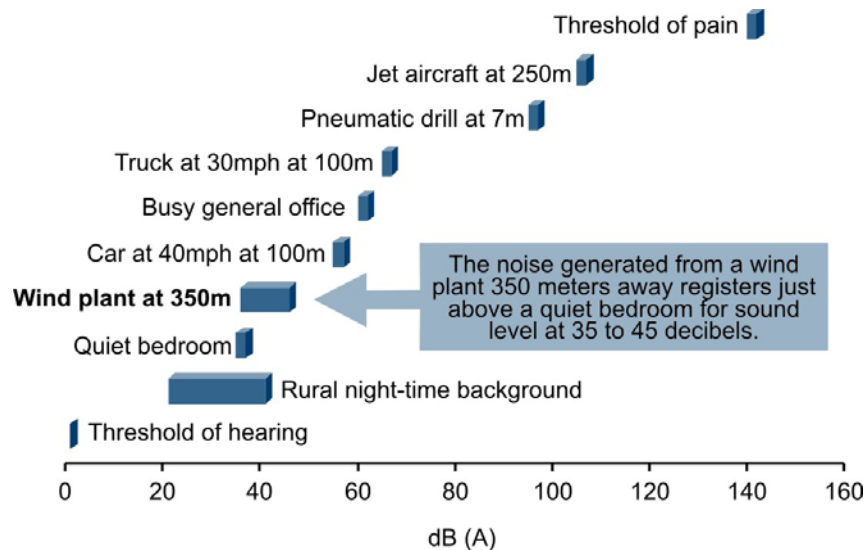 Threshold of pain
Jet aircraft at 250m
Pneumatic drill at 7m
Truck at 30mph at 100m
Busy general office
Car at 40mph at 100m
The noise generated from a wind
plant 350 meters away registers just
above a quiet bedroom for sound
level at 35 to 45 decibels.
Wind plant at 350m
Quiet bedroom
Rural night-time background
Threshold of hearing
0 20 40 60 80 100 120 140 160
dB (A)